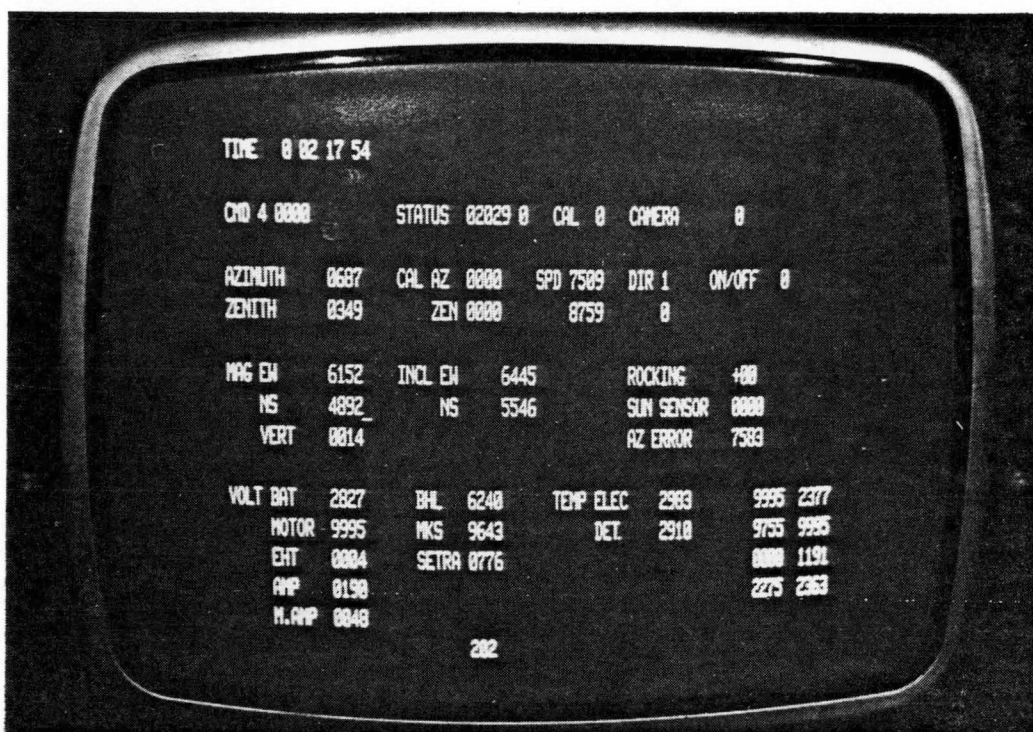 TIME 0 02 17 54
CMD 4 0000 STATUS 02029 0 CAL 0 CAMERA 0
AZIMUTH 0687 CAL AZ 0000 SPD 7509 DIR 1 ON/OFF 0
ZENITH 0349 ZEN 0000 8759 0
MAG EW 6152 INCL EW 6445 ROCKING +00
NS 4892_ NS 5546 SUN SENSOR 0000
VERT 0014 AZ ERROR 7583
VOLT BAT 2827 BHL 6240 TEMP ELEC 2983 9995 2377
MOTOR 9995 MKS 9643 DET. 2910 9755 9995
EHT 0004 SETRA 0776 0000 1191
AMP 0190 2275 2363
M.AMP 0048
202